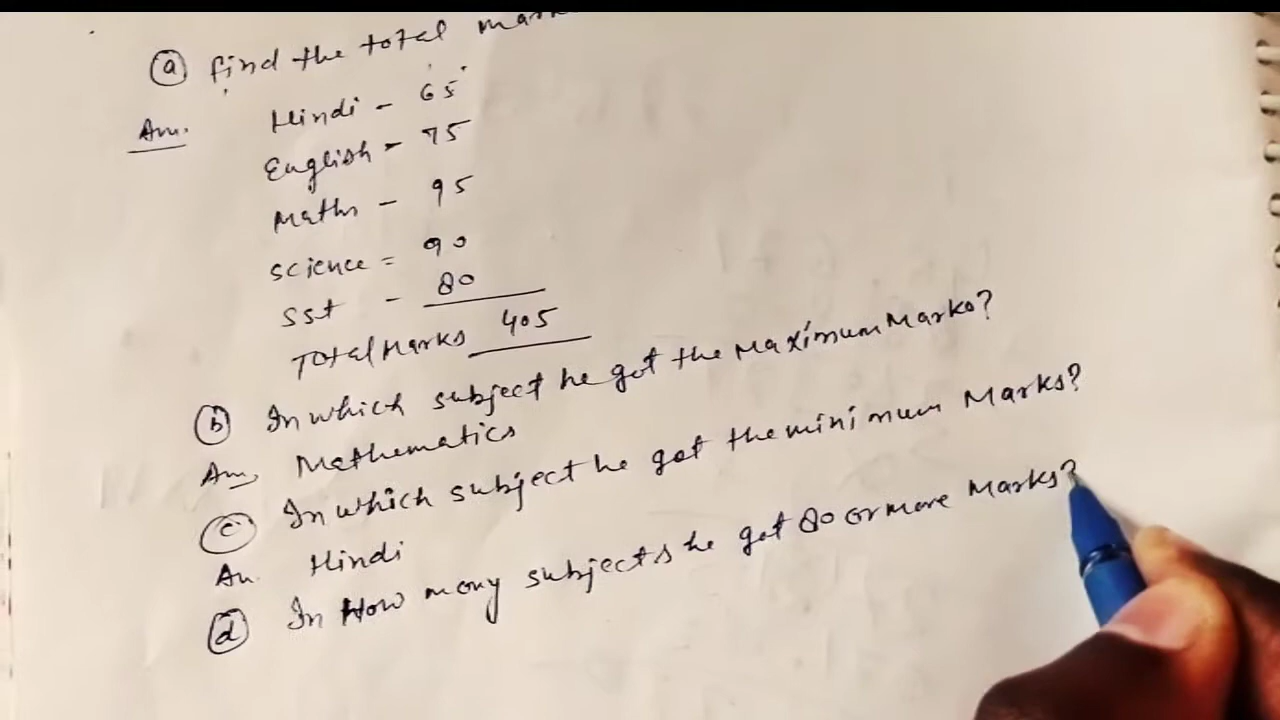 (a) find the total
Ans. Hindi - 65
English - 75
Maths - 95
Science = 90
SSt - 80
Total Marks 405
(b) In which subject he got the Maximum Marks?
Ans Mathematics
(c) In which subject he got the minimum Marks?
An. Hindi
(d) In How many subjects he got 80 or more Marks?